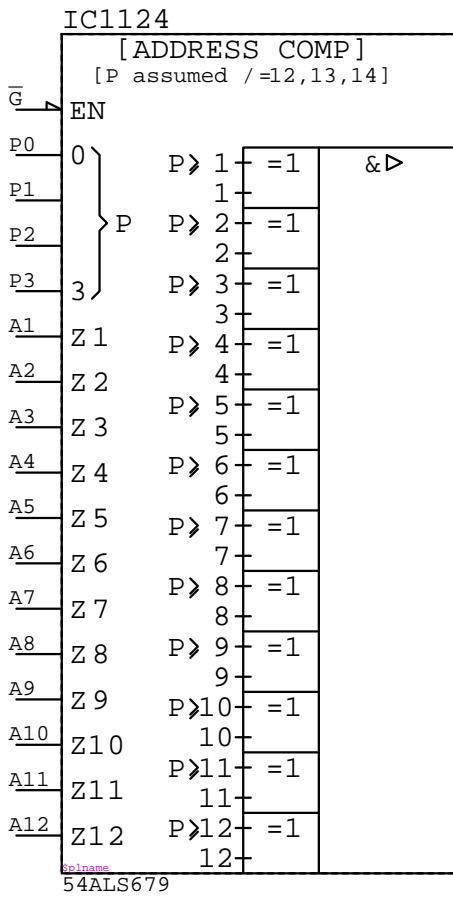 IC1124
[ADDRESS COMP]
[P assumed /=12,13,14]
G̅ EN
P0 0 P⩾ 1 =1 &▷
P1 1
P2 P P⩾ 2 =1
2
P3 3 P⩾ 3 =1
3
A1 Z1 P⩾ 4 =1
A2 Z2 4
A3 Z3 P⩾ 5 =1
5
A4 Z4 P⩾ 6 =1
6
A5 Z5 P⩾ 7 =1
A6 Z6 7
A7 Z7 P⩾ 8 =1
8
A8 Z8 P⩾ 9 =1
9
A9 Z9 P⩾10 =1
A10 Z10 10
A11 Z11 P⩾11 =1
11
A12 Z12 P⩾12 =1
12
Splname
54ALS679